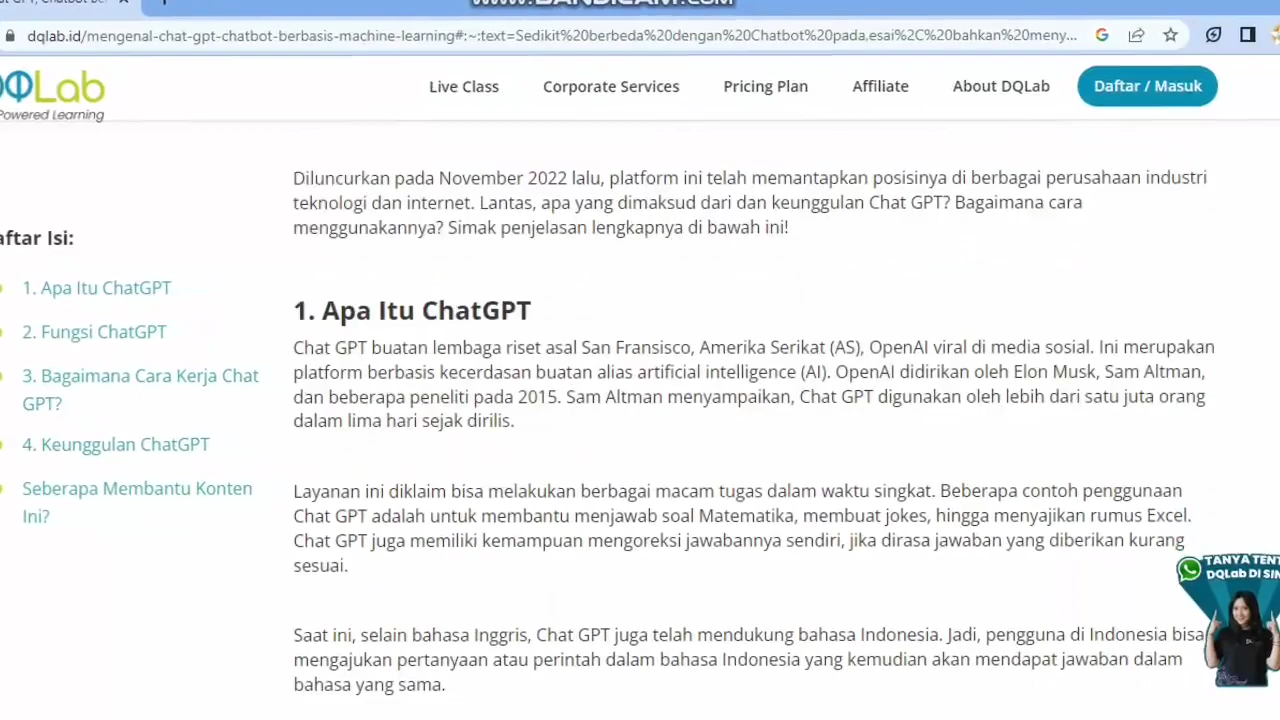 www.BANDICAM.com
dqlab.id/mengenal-chat-gpt-chatbot-berbasis-machine-learning#:~:text=Sedikit%20berbeda%20dengan%20Chatbot%20pada,esai%2C%20bahkan%20meny...
Lab
Powered Learning
Live Class
Corporate Services
Pricing Plan
Affiliate
About DQLab
Daftar / Masuk
Diluncurkan pada November 2022 lalu, platform ini telah memantapkan posisinya di berbagai perusahaan industri
teknologi dan internet. Lantas, apa yang dimaksud dari dan keunggulan Chat GPT? Bagaimana cara
menggunakannya? Simak penjelasan lengkapnya di bawah ini!
aftar Isi:
1. Apa Itu ChatGPT
2. Fungsi ChatGPT
3. Bagaimana Cara Kerja Chat
GPT?
4. Keunggulan ChatGPT
Seberapa Membantu Konten
Ini?
1. Apa Itu ChatGPT
Chat GPT buatan lembaga riset asal San Fransisco, Amerika Serikat (AS), OpenAI viral di media sosial. Ini merupakan
platform berbasis kecerdasan buatan alias artificial intelligence (AI). OpenAI didirikan oleh Elon Musk, Sam Altman,
dan beberapa peneliti pada 2015. Sam Altman menyampaikan, Chat GPT digunakan oleh lebih dari satu juta orang
dalam lima hari sejak dirilis.
Layanan ini diklaim bisa melakukan berbagai macam tugas dalam waktu singkat. Beberapa contoh penggunaan
Chat GPT adalah untuk membantu menjawab soal Matematika, membuat jokes, hingga menyajikan rumus Excel.
Chat GPT juga memiliki kemampuan mengoreksi jawabannya sendiri, jika dirasa jawaban yang diberikan kurang
sesuai.
Saat ini, selain bahasa Inggris, Chat GPT juga telah mendukung bahasa Indonesia. Jadi, pengguna di Indonesia bisa
mengajukan pertanyaan atau perintah dalam bahasa Indonesia yang kemudian akan mendapat jawaban dalam
bahasa yang sama.
TANYA TENT
DQLab DI SIN